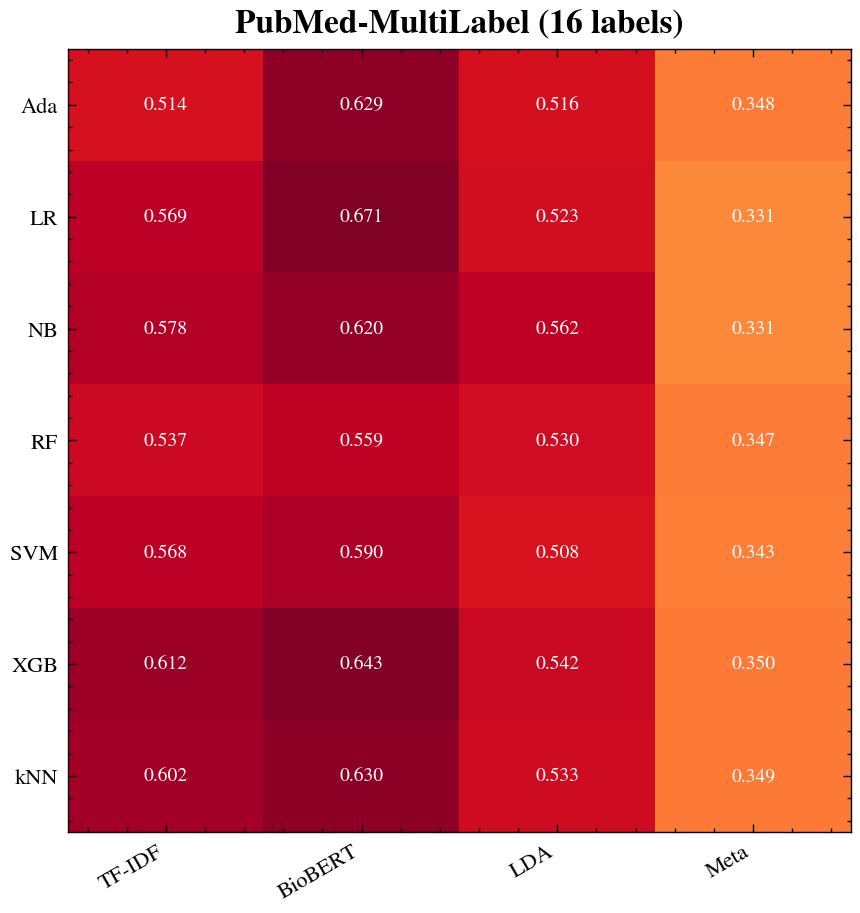 PubMed-MultiLabel (16 labels)
Ada 0.514 0.629 0.516 0.348
LR 0.569 0.671 0.523 0.331
NB 0.578 0.620 0.562 0.331
RF 0.537 0.559 0.530 0.347
SVM 0.568 0.590 0.508 0.343
XGB 0.612 0.643 0.542 0.350
kNN 0.602 0.630 0.533 0.349
TF-IDF BioBERT LDA Meta